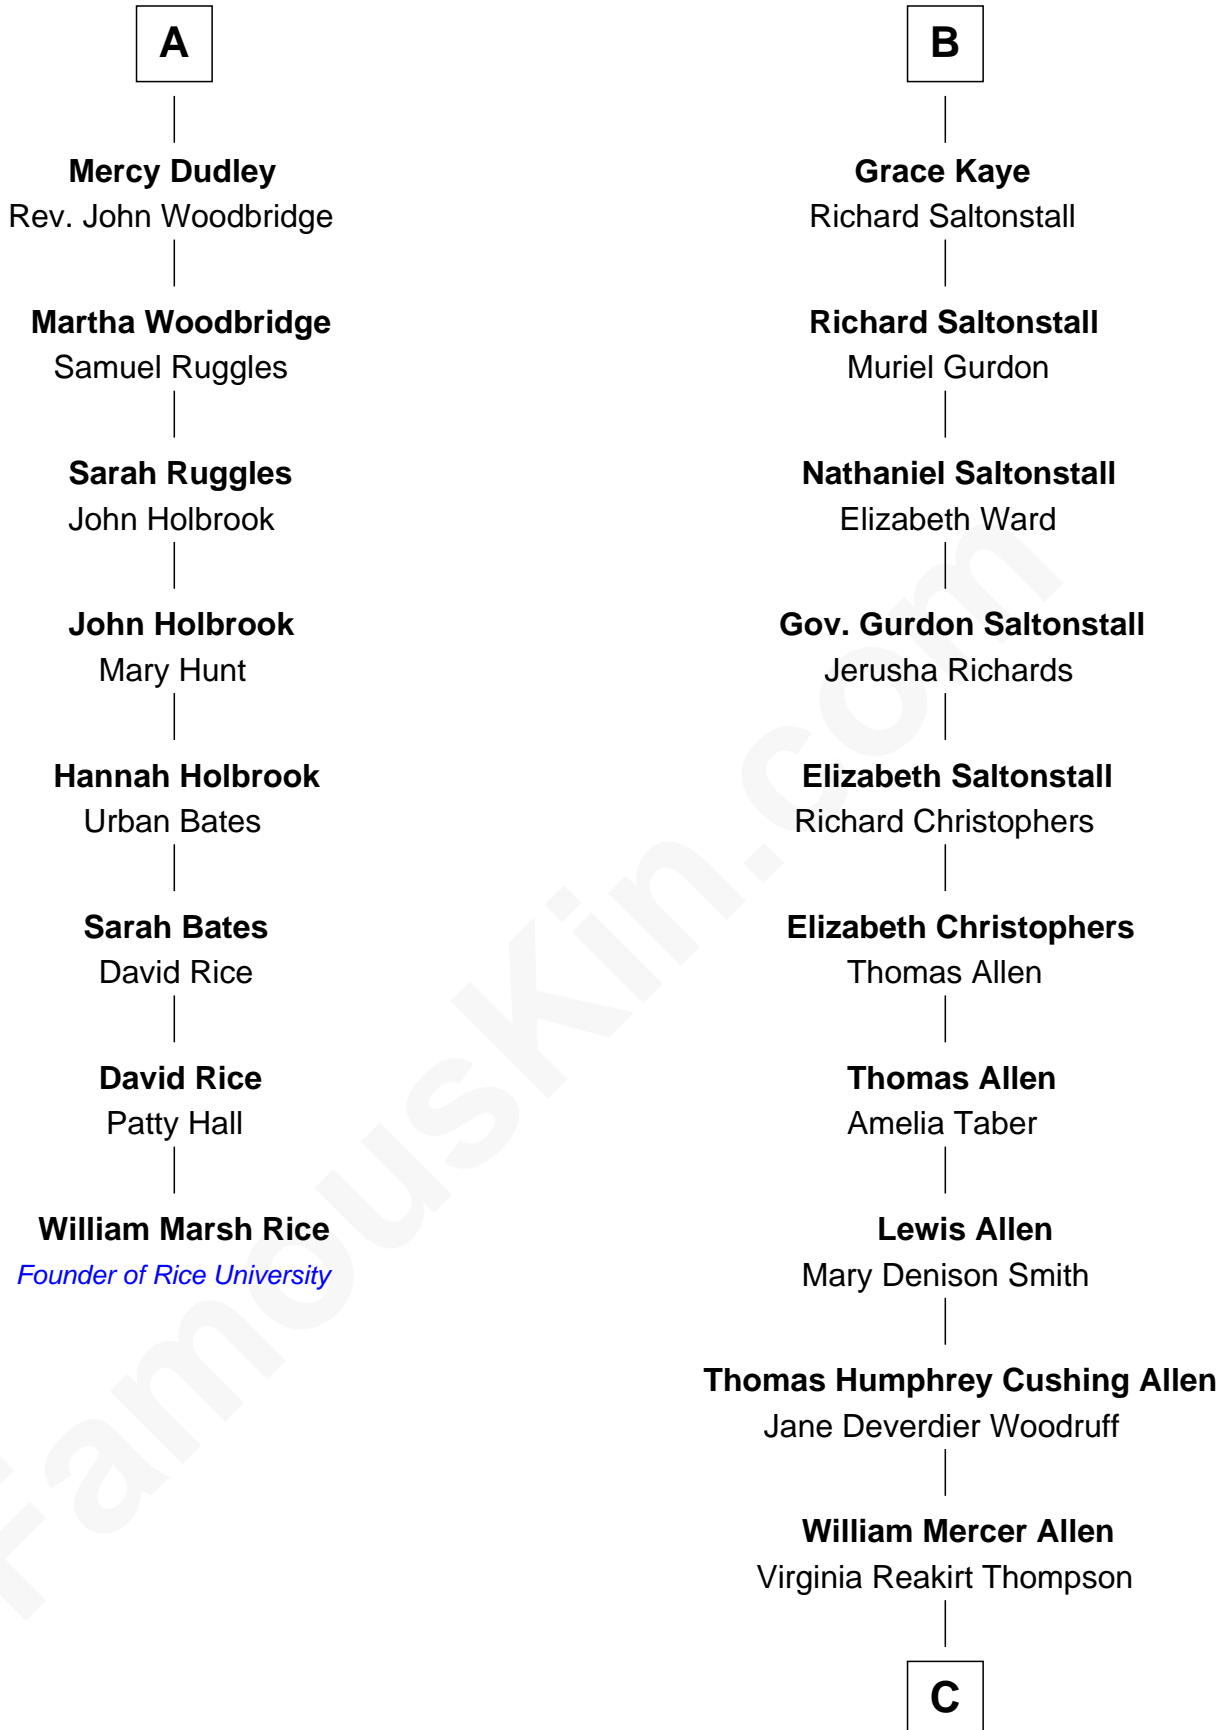 A
Mercy Dudley
Rev. John Woodbridge
Martha Woodbridge
Samuel Ruggles
Sarah Ruggles
John Holbrook
John Holbrook
Mary Hunt
Hannah Holbrook
Urban Bates
Sarah Bates
David Rice
David Rice
Patty Hall
William Marsh Rice
Founder of Rice University
B
Grace Kaye
Richard Saltonstall
Richard Saltonstall
Muriel Gurdon
Nathaniel Saltonstall
Elizabeth Ward
Gov. Gurdon Saltonstall
Jerusha Richards
Elizabeth Saltonstall
Richard Christophers
Elizabeth Christophers
Thomas Allen
Thomas Allen
Amelia Taber
Lewis Allen
Mary Denison Smith
Thomas Humphrey Cushing Allen
Jane Deverdier Woodruff
William Mercer Allen
Virginia Reakirt Thompson
C
FamousKin.com